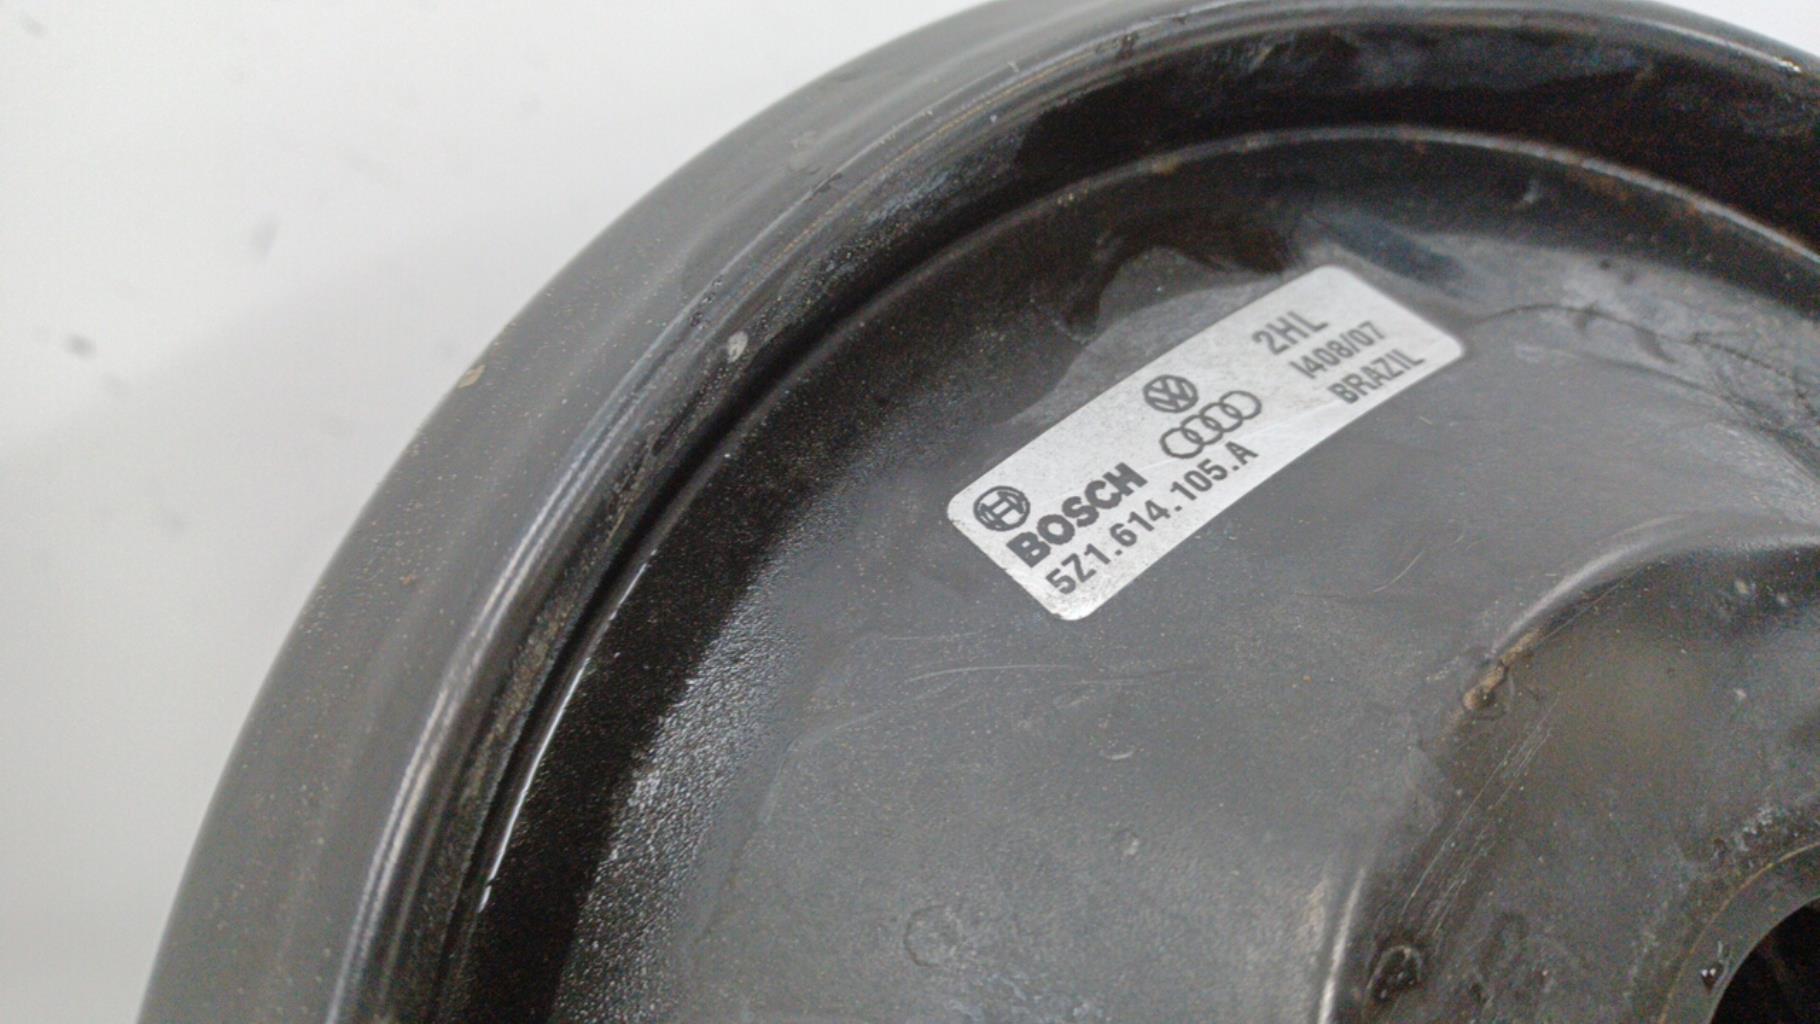 BOSCH
5Z1.614.105.A
2HL
I408/07
BRAZIL